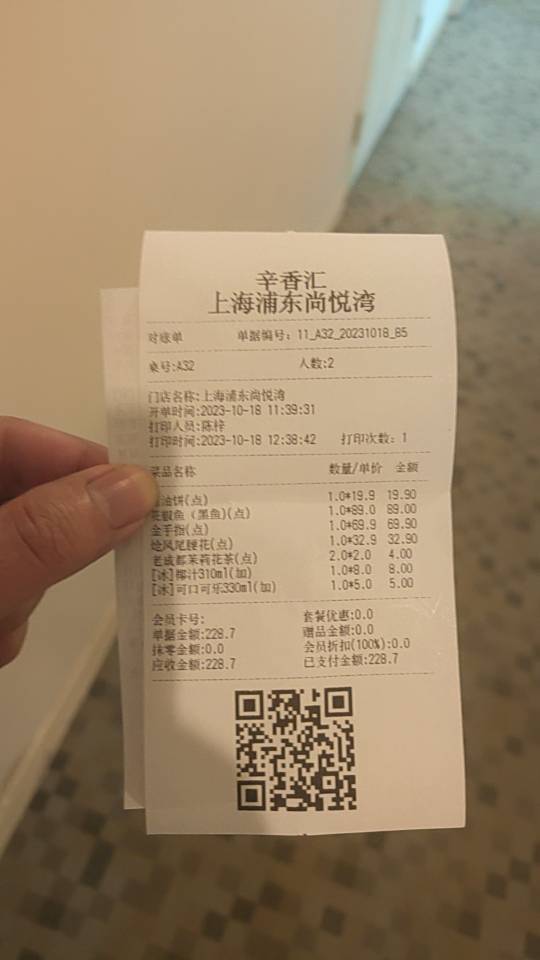 辛香汇
上海浦东尚悦湾
对账单 单据编号：11_A32_20231018_85
桌号:A32 人数:2
门店名称:上海浦东尚悦湾
开单时间:2023-10-18 11:39:31
打印人员:陈梓
打印时间:2023-10-18 12:38:42 打印次数：1
菜品名称 数量/单价 金额
油饼(点) 1.0*19.9 19.90
花椒鱼（黑鱼)(点) 1.0*89.0 89.00
金手指(点) 1.0*69.9 69.90
炝凤尾腰花(点) 1.0*32.9 32.90
老成都茉莉花茶(点) 2.0*2.0 4.00
[冰]椰汁310ml(加) 1.0*8.0 8.00
[冰]可口可乐330ml(加) 1.0*5.0 5.00
会员卡号: 套餐优惠:0.0
单据金额:228.7 赠品金额:0.0
抹零金额:0.0 会员折扣(100%):0.0
应收金额:228.7 已支付金额:228.7